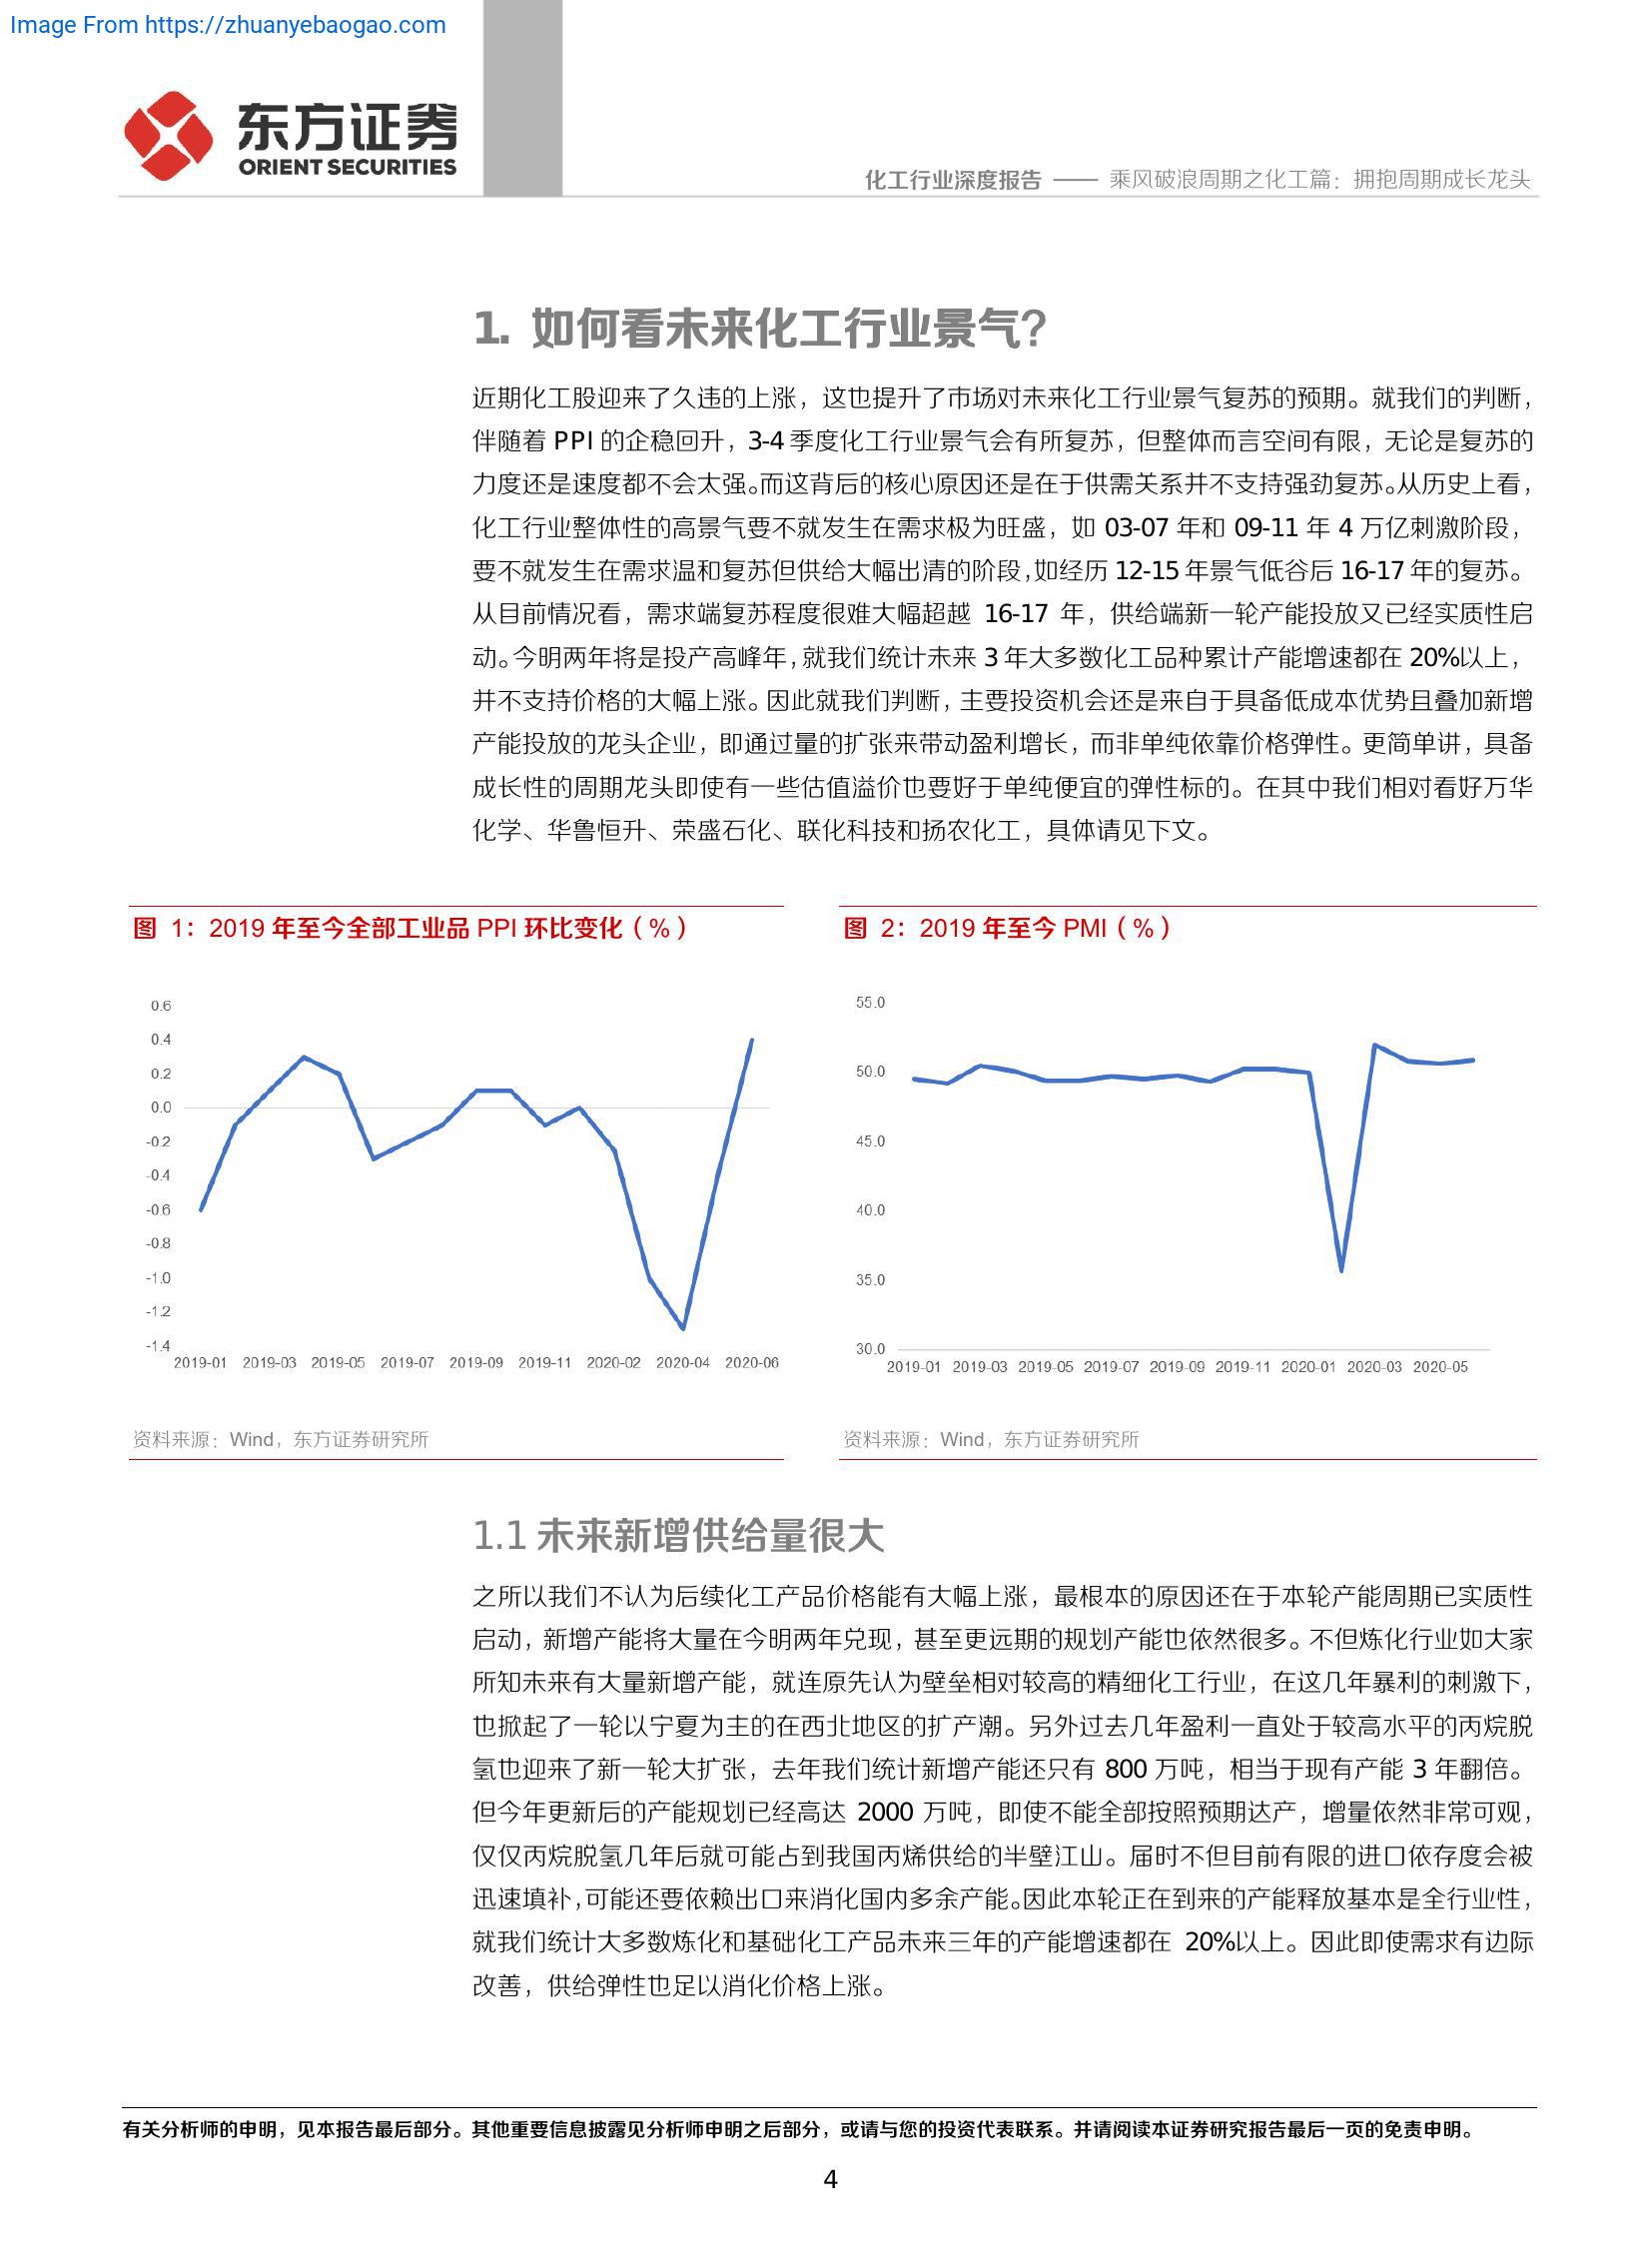 Image From https://zhuanyebaogao.com
东方证券
ORIENT SECURITIES
化工行业深度报告 —— 乘风破浪周期之化工篇：拥抱周期成长龙头
1. 如何看未来化工行业景气？
近期化工股迎来了久违的上涨，这也提升了市场对未来化工行业景气复苏的预期。就我们的判断，
伴随着 PPI 的企稳回升，3-4 季度化工行业景气会有所复苏，但整体而言空间有限，无论是复苏的
力度还是速度都不会太强。而这背后的核心原因还是在于供需关系并不支持强劲复苏。从历史上看，
化工行业整体性的高景气要不就发生在需求极为旺盛，如 03-07 年和 09-11 年 4 万亿刺激阶段，
要不就发生在需求温和复苏但供给大幅出清的阶段，如经历 12-15 年景气低谷后 16-17 年的复苏。
从目前情况看，需求端复苏程度很难大幅超越 16-17 年，供给端新一轮产能投放又已经实质性启
动。今明两年将是投产高峰年，就我们统计未来 3 年大多数化工品种累计产能增速都在 20%以上，
并不支持价格的大幅上涨。因此就我们判断，主要投资机会还是来自于具备低成本优势且叠加新增
产能投放的龙头企业，即通过量的扩张来带动盈利增长，而非单纯依靠价格弹性。更简单讲，具备
成长性的周期龙头即使有一些估值溢价也要好于单纯便宜的弹性标的。在其中我们相对看好万华
化学、华鲁恒升、荣盛石化、联化科技和扬农化工，具体请见下文。
图 1：2019 年至今全部工业品 PPI 环比变化（%）
0.6
0.4
0.2
0.0
-0.2
-0.4
-0.6
-0.8
-1.0
-1.2
-1.4
2019-01 2019-03 2019-05 2019-07 2019-09 2019-11 2020-02 2020-04 2020-06
资料来源：Wind，东方证券研究所
图 2：2019 年至今 PMI（%）
55.0
50.0
45.0
40.0
35.0
30.0
2019-01 2019-03 2019-05 2019-07 2019-09 2019-11 2020-01 2020-03 2020-05
资料来源：Wind，东方证券研究所
1.1 未来新增供给量很大
之所以我们不认为后续化工产品价格能有大幅上涨，最根本的原因还在于本轮产能周期已实质性
启动，新增产能将大量在今明两年兑现，甚至更远期的规划产能也依然很多。不但炼化行业如大家
所知未来有大量新增产能，就连原先认为壁垒相对较高的精细化工行业，在这几年暴利的刺激下，
也掀起了一轮以宁夏为主的在西北地区的扩产潮。另外过去几年盈利一直处于较高水平的丙烷脱
氢也迎来了新一轮大扩张，去年我们统计新增产能还只有 800 万吨，相当于现有产能 3 年翻倍。
但今年更新后的产能规划已经高达 2000 万吨，即使不能全部按照预期达产，增量依然非常可观，
仅仅丙烷脱氢几年后就可能占到我国丙烯供给的半壁江山。届时不但目前有限的进口依存度会被
迅速填补，可能还要依赖出口来消化国内多余产能。因此本轮正在到来的产能释放基本是全行业性，
就我们统计大多数炼化和基础化工产品未来三年的产能增速都在 20%以上。因此即使需求有边际
改善，供给弹性也足以消化价格上涨。
有关分析师的申明，见本报告最后部分。其他重要信息披露见分析师申明之后部分，或请与您的投资代表联系。并请阅读本证券研究报告最后一页的免责申明。
4